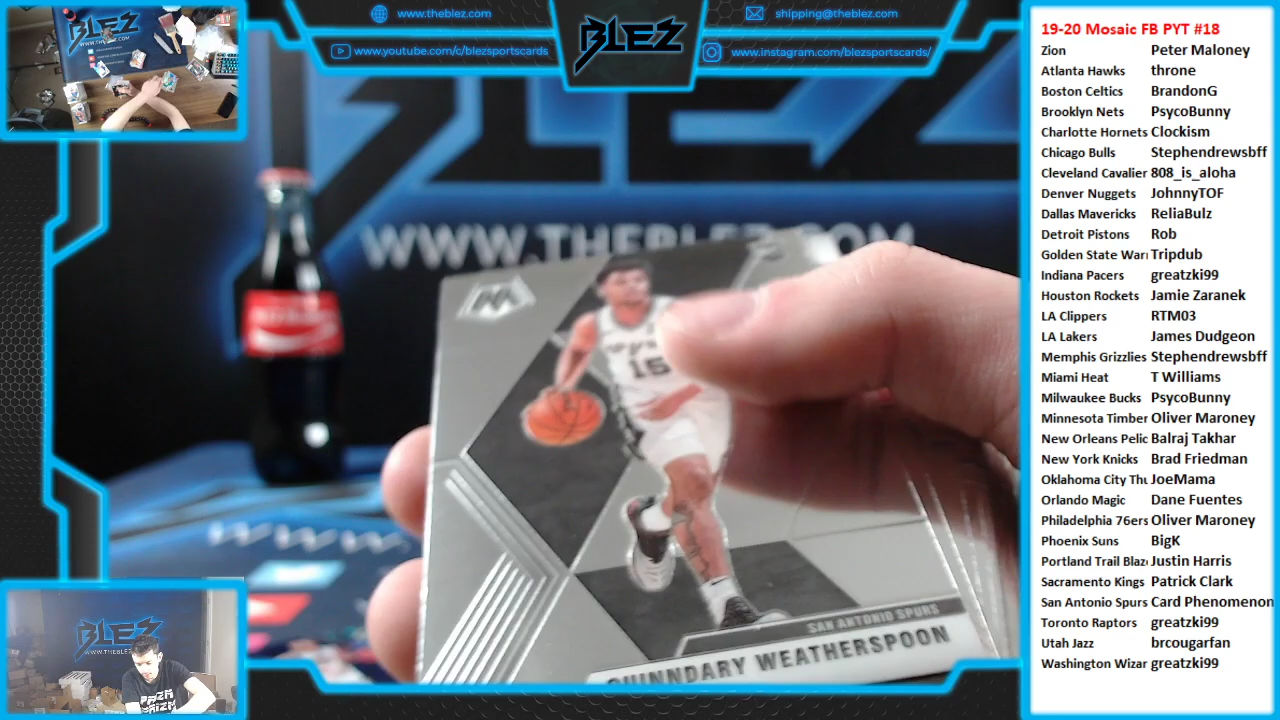 www.theblez.com
www.youtube.com/c/blezsportscards
BLEZ
shipping@theblez.com
www.instagram.com/blezsportscards/
19-20 Mosaic FB PYT #18
Zion Peter Maloney
Atlanta Hawks throne
Boston Celtics BrandonG
Brooklyn Nets PsycoBunny
Charlotte Hornets Clockism
Chicago Bulls Stephendrewsbff
Cleveland Cavalier 808_is_aloha
Denver Nuggets JohnnyTOF
Dallas Mavericks ReliaBulz
Detroit Pistons Rob
Golden State Warr Tripdub
Indiana Pacers greatzki99
Houston Rockets Jamie Zaranek
LA Clippers RTM03
LA Lakers James Dudgeon
Memphis Grizzlies Stephendrewsbff
Miami Heat T Williams
Milwaukee Bucks PsycoBunny
Minnesota Timber Oliver Maroney
New Orleans Pelic Balraj Takhar
New York Knicks Brad Friedman
Oklahoma City Thu JoeMama
Orlando Magic Dane Fuentes
Philadelphia 76ers Oliver Maroney
Phoenix Suns BigK
Portland Trail Blaz Justin Harris
Sacramento Kings Patrick Clark
San Antonio Spurs Card Phenomenon
Toronto Raptors greatzki99
Utah Jazz brcougarfan
Washington Wizar greatzki99
WWW.THEBLEZ.COM
15
SAN ANTONIO SPURS
QUINNDARY WEATHERSPOON
BLEZ
BLEZ